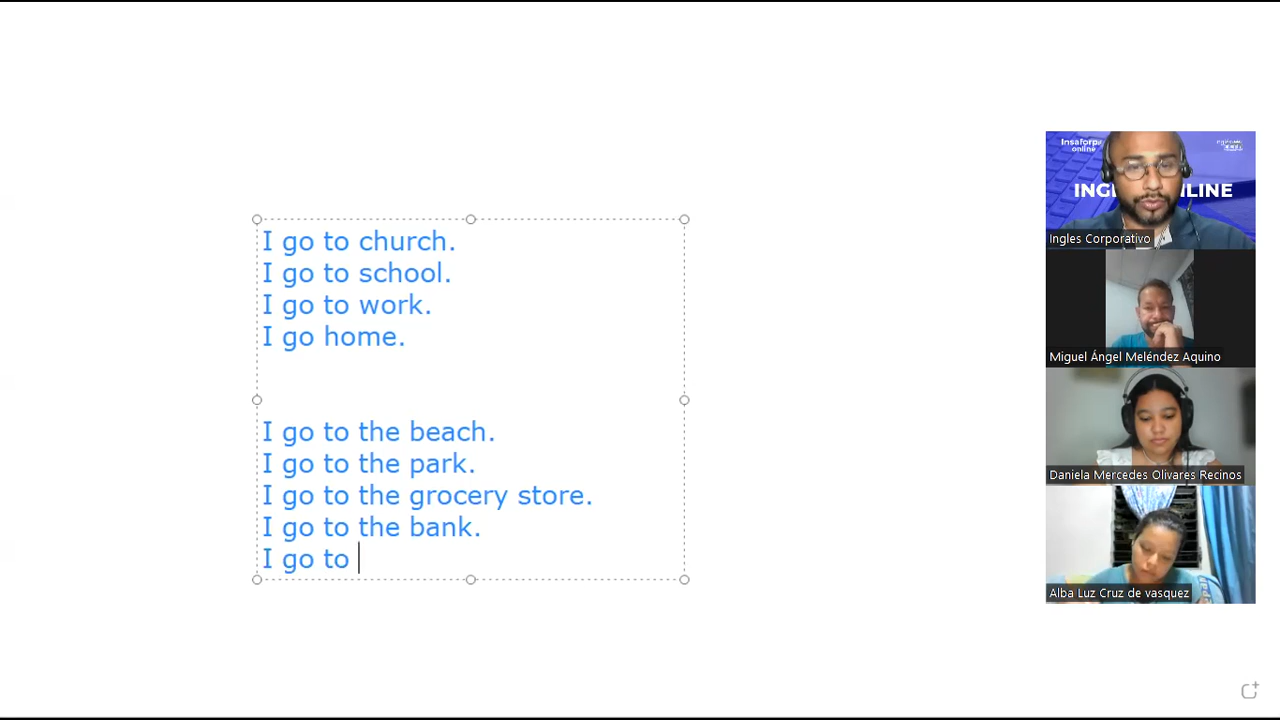 I go to church.
I go to school.
I go to work.
I go home.
I go to the beach.
I go to the park.
I go to the grocery store.
I go to the bank.
I go to
Insaforp
online
INGL
LINE
Ingles Corporativo
Miguel Ángel Meléndez Aquino
Daniela Mercedes Olivares Recinos
Alba Luz Cruz de vasquez